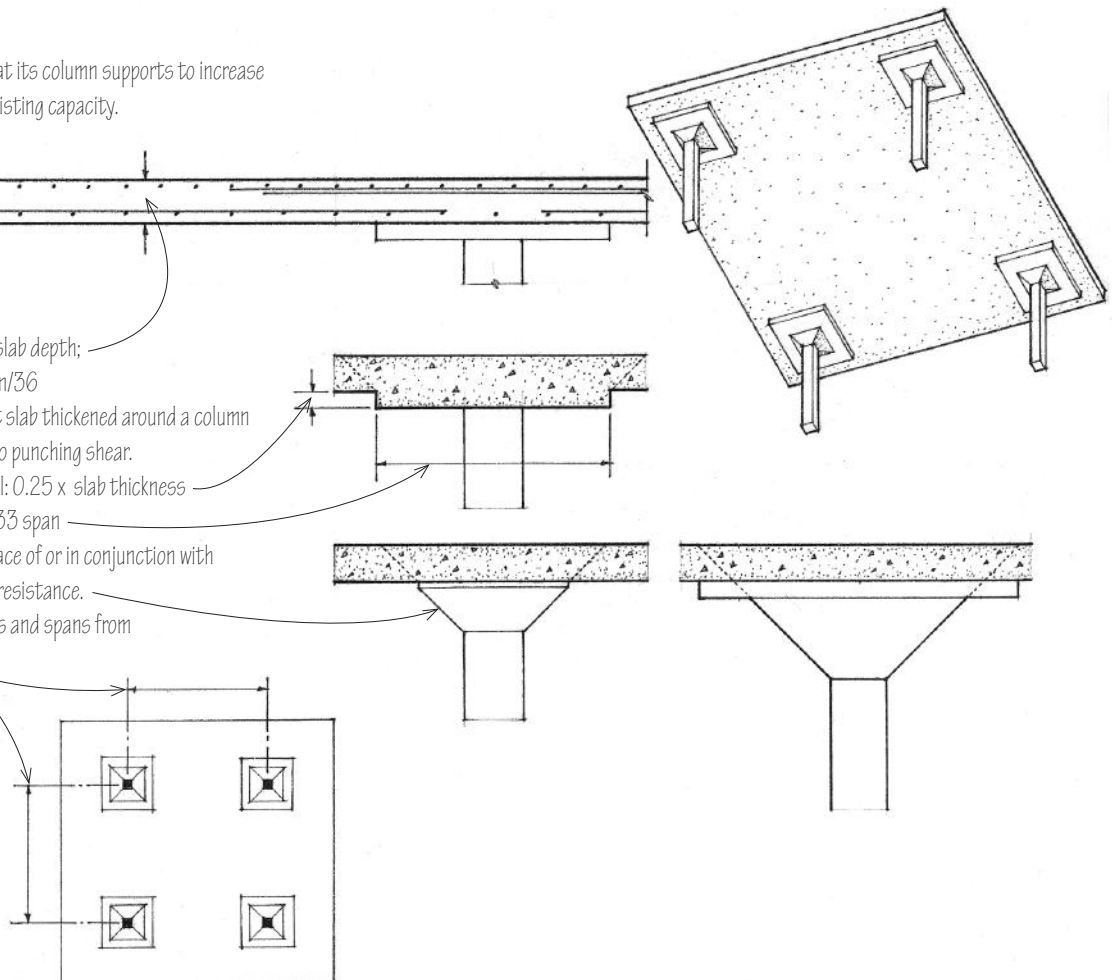 at its column supports to increase
isting capacity.
slab depth;
n/36
slab thickened around a column
o punching shear.
l: 0.25 x slab thickness
33 span
ace of or in conjunction with
resistance.
s and spans from